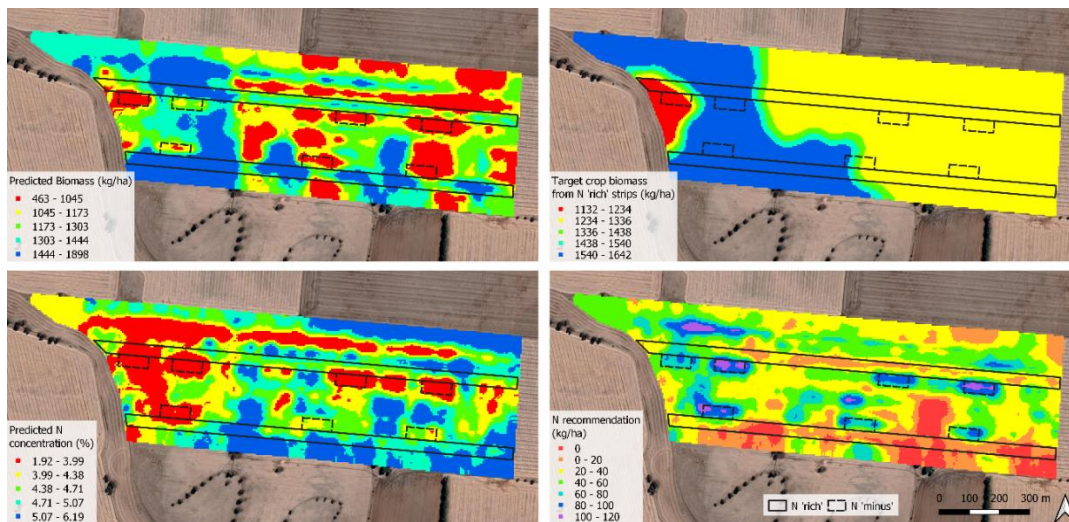 Predicted Biomass (kg/ha)
463 - 1045
1045 - 1173
1173 - 1303
1303 - 1444
1444 - 1898
Target crop biomass
from N 'rich' strips (kg/ha)
1132 - 1234
1234 - 1336
1336 - 1438
1438 - 1540
1540 - 1642
Predicted N
concentration (%)
1.92 - 3.99
3.99 - 4.38
4.38 - 4.71
4.71 - 5.07
5.07 - 6.19
N recommendation
(kg/ha)
0
0 - 20
20 - 40
40 - 60
60 - 80
80 - 100
100 - 120
N 'rich' N 'minus'
0 100 200 300 m